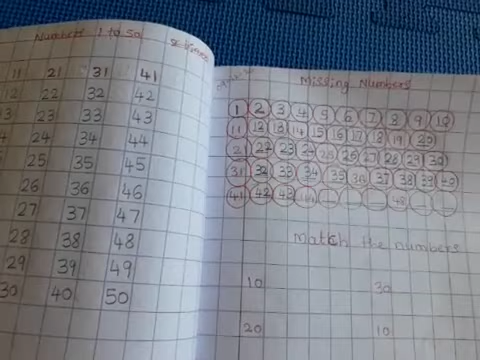 Numbers 1 to 50
11 21 31 41
12 22 32 42
13 23 33 43
24 34 44
25 35 45
26 36 46
27 37 47
28 38 48
29 39 49
30 40 50
Missing Numbers
1 2 3 4 5 6 7 8 9 10
11 12 13 14 15 16 17 18 19 20
21 22 23 24 25 26 27 28 29 30
31 32 33 34 35 36 37 38 39
41 42 43 48
Match the numbers
10 30
20 10